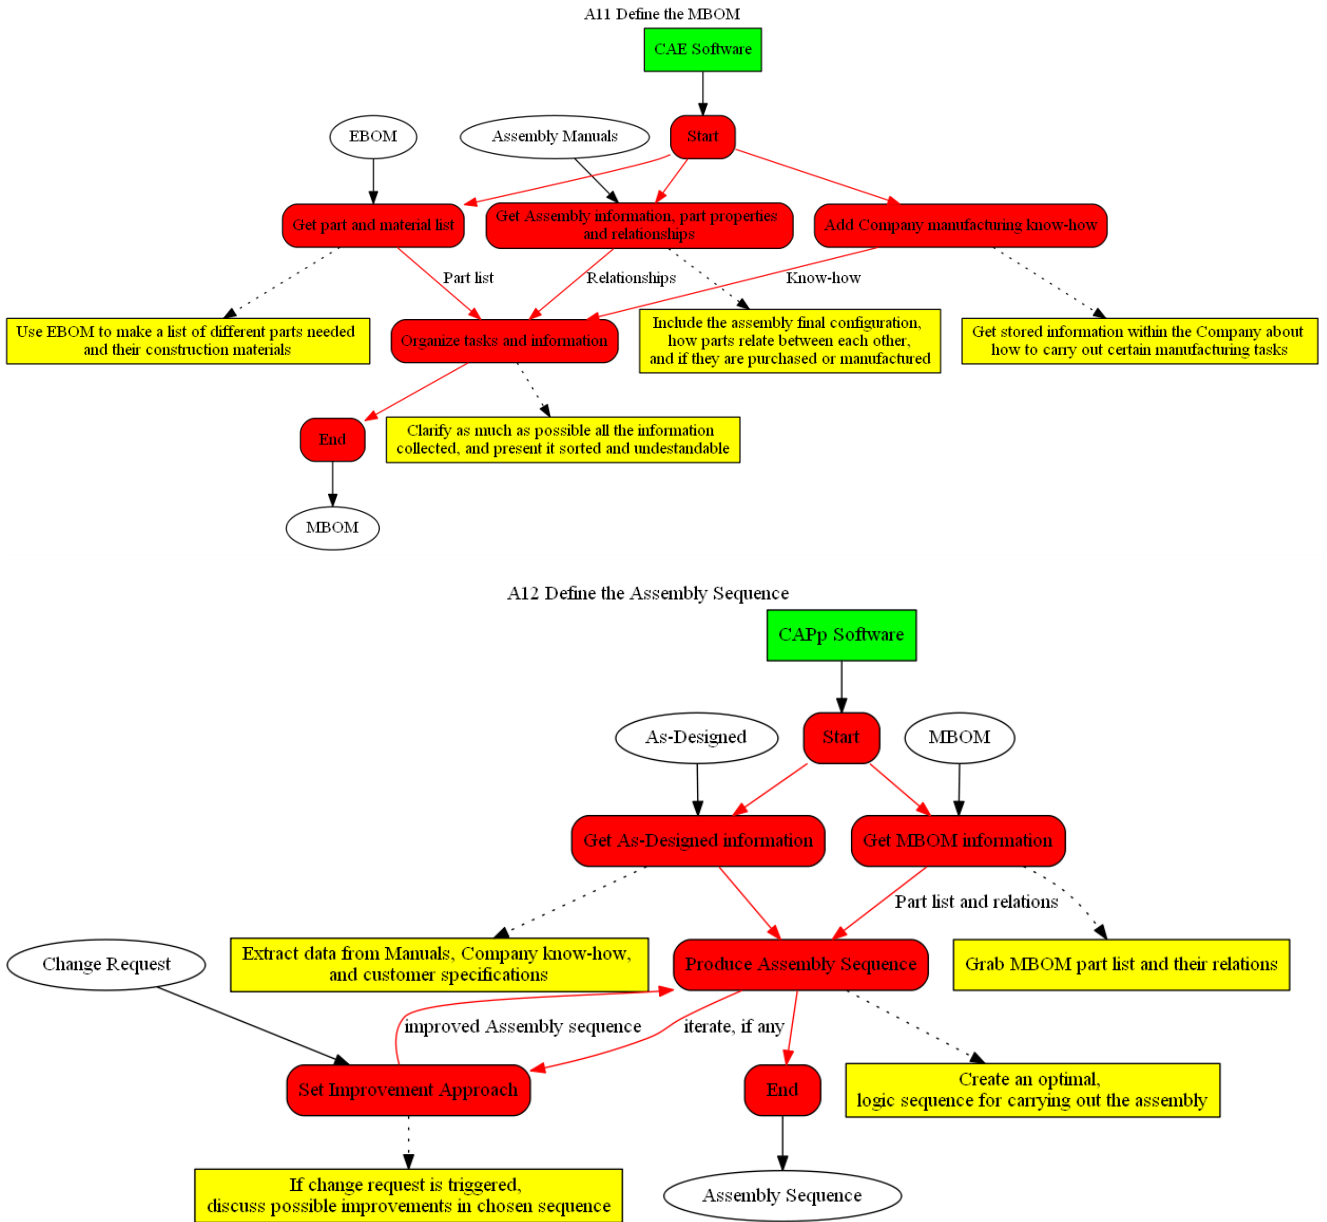 A11 Define the MBOM
CAE Software
EBOM
Assembly Manuals
Start
Get part and material list
Get Assembly information, part properties
and relationships
Add Company manufacturing know-how
Part list
Relationships
Know-how
Use EBOM to make a list of different parts needed
and their construction materials
Organize tasks and information
Include the assembly final configuration,
how parts relate between each other,
and if they are purchased or manufactured
Get stored information within the Company about
how to carry out certain manufacturing tasks
End
Clarify as much as possible all the information
collected, and present it sorted and undestandable
MBOM
A12 Define the Assembly Sequence
CAPp Software
As-Designed
Start
MBOM
Get As-Designed information
Get MBOM information
Part list and relations
Change Request
Extract data from Manuals, Company know-how,
and customer specifications
Produce Assembly Sequence
Grab MBOM part list and their relations
improved Assembly sequence
iterate, if any
Set Improvement Approach
End
Create an optimal,
logic sequence for carrying out the assembly
If change request is triggered,
discuss possible improvements in chosen sequence
Assembly Sequence